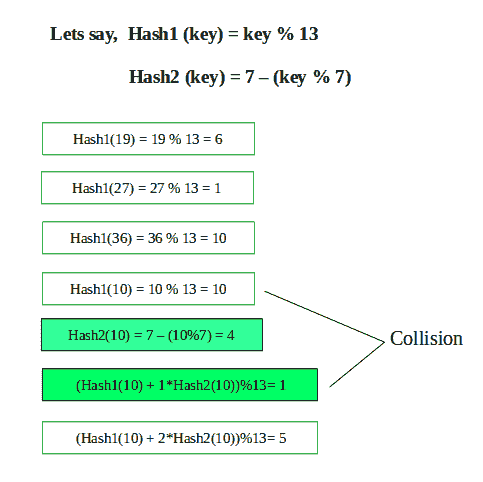 Lets say, Hash1 (key) = key % 13
Hash2 (key) = 7 – (key % 7)
Hash1(19) = 19 % 13 = 6
Hash1(27) = 27 % 13 = 1
Hash1(36) = 36 % 13 = 10
Hash1(10) = 10 % 13 = 10
Hash2(10) = 7 – (10%7) = 4
Collision
(Hash1(10) + 1*Hash2(10))%13= 1
(Hash1(10) + 2*Hash2(10))%13= 5